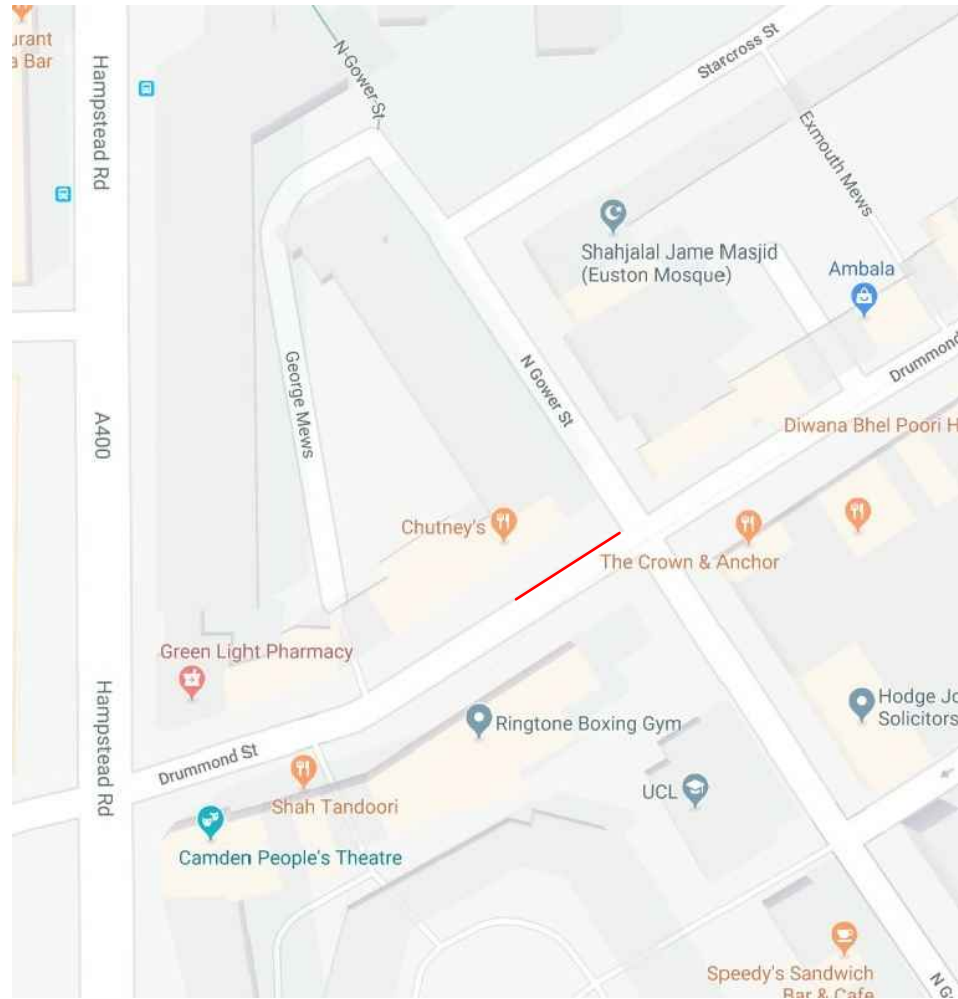 urant
a Bar
Hampstead Rd
N Gower St
Starcross St
Exmouth Mews
Shahjalal Jame Masjid
(Euston Mosque)
Ambala
George Mews
N Gower St
Drummond
A400
Diwana Bhel Poori H
Chutney's
The Crown & Anchor
Green Light Pharmacy
Hampstead Rd
Hodge Jo
Solicitors
Ringtone Boxing Gym
Drummond St
UCL
Shah Tandoori
Camden People's Theatre
Speedy's Sandwich
Bar & Cafe
N G